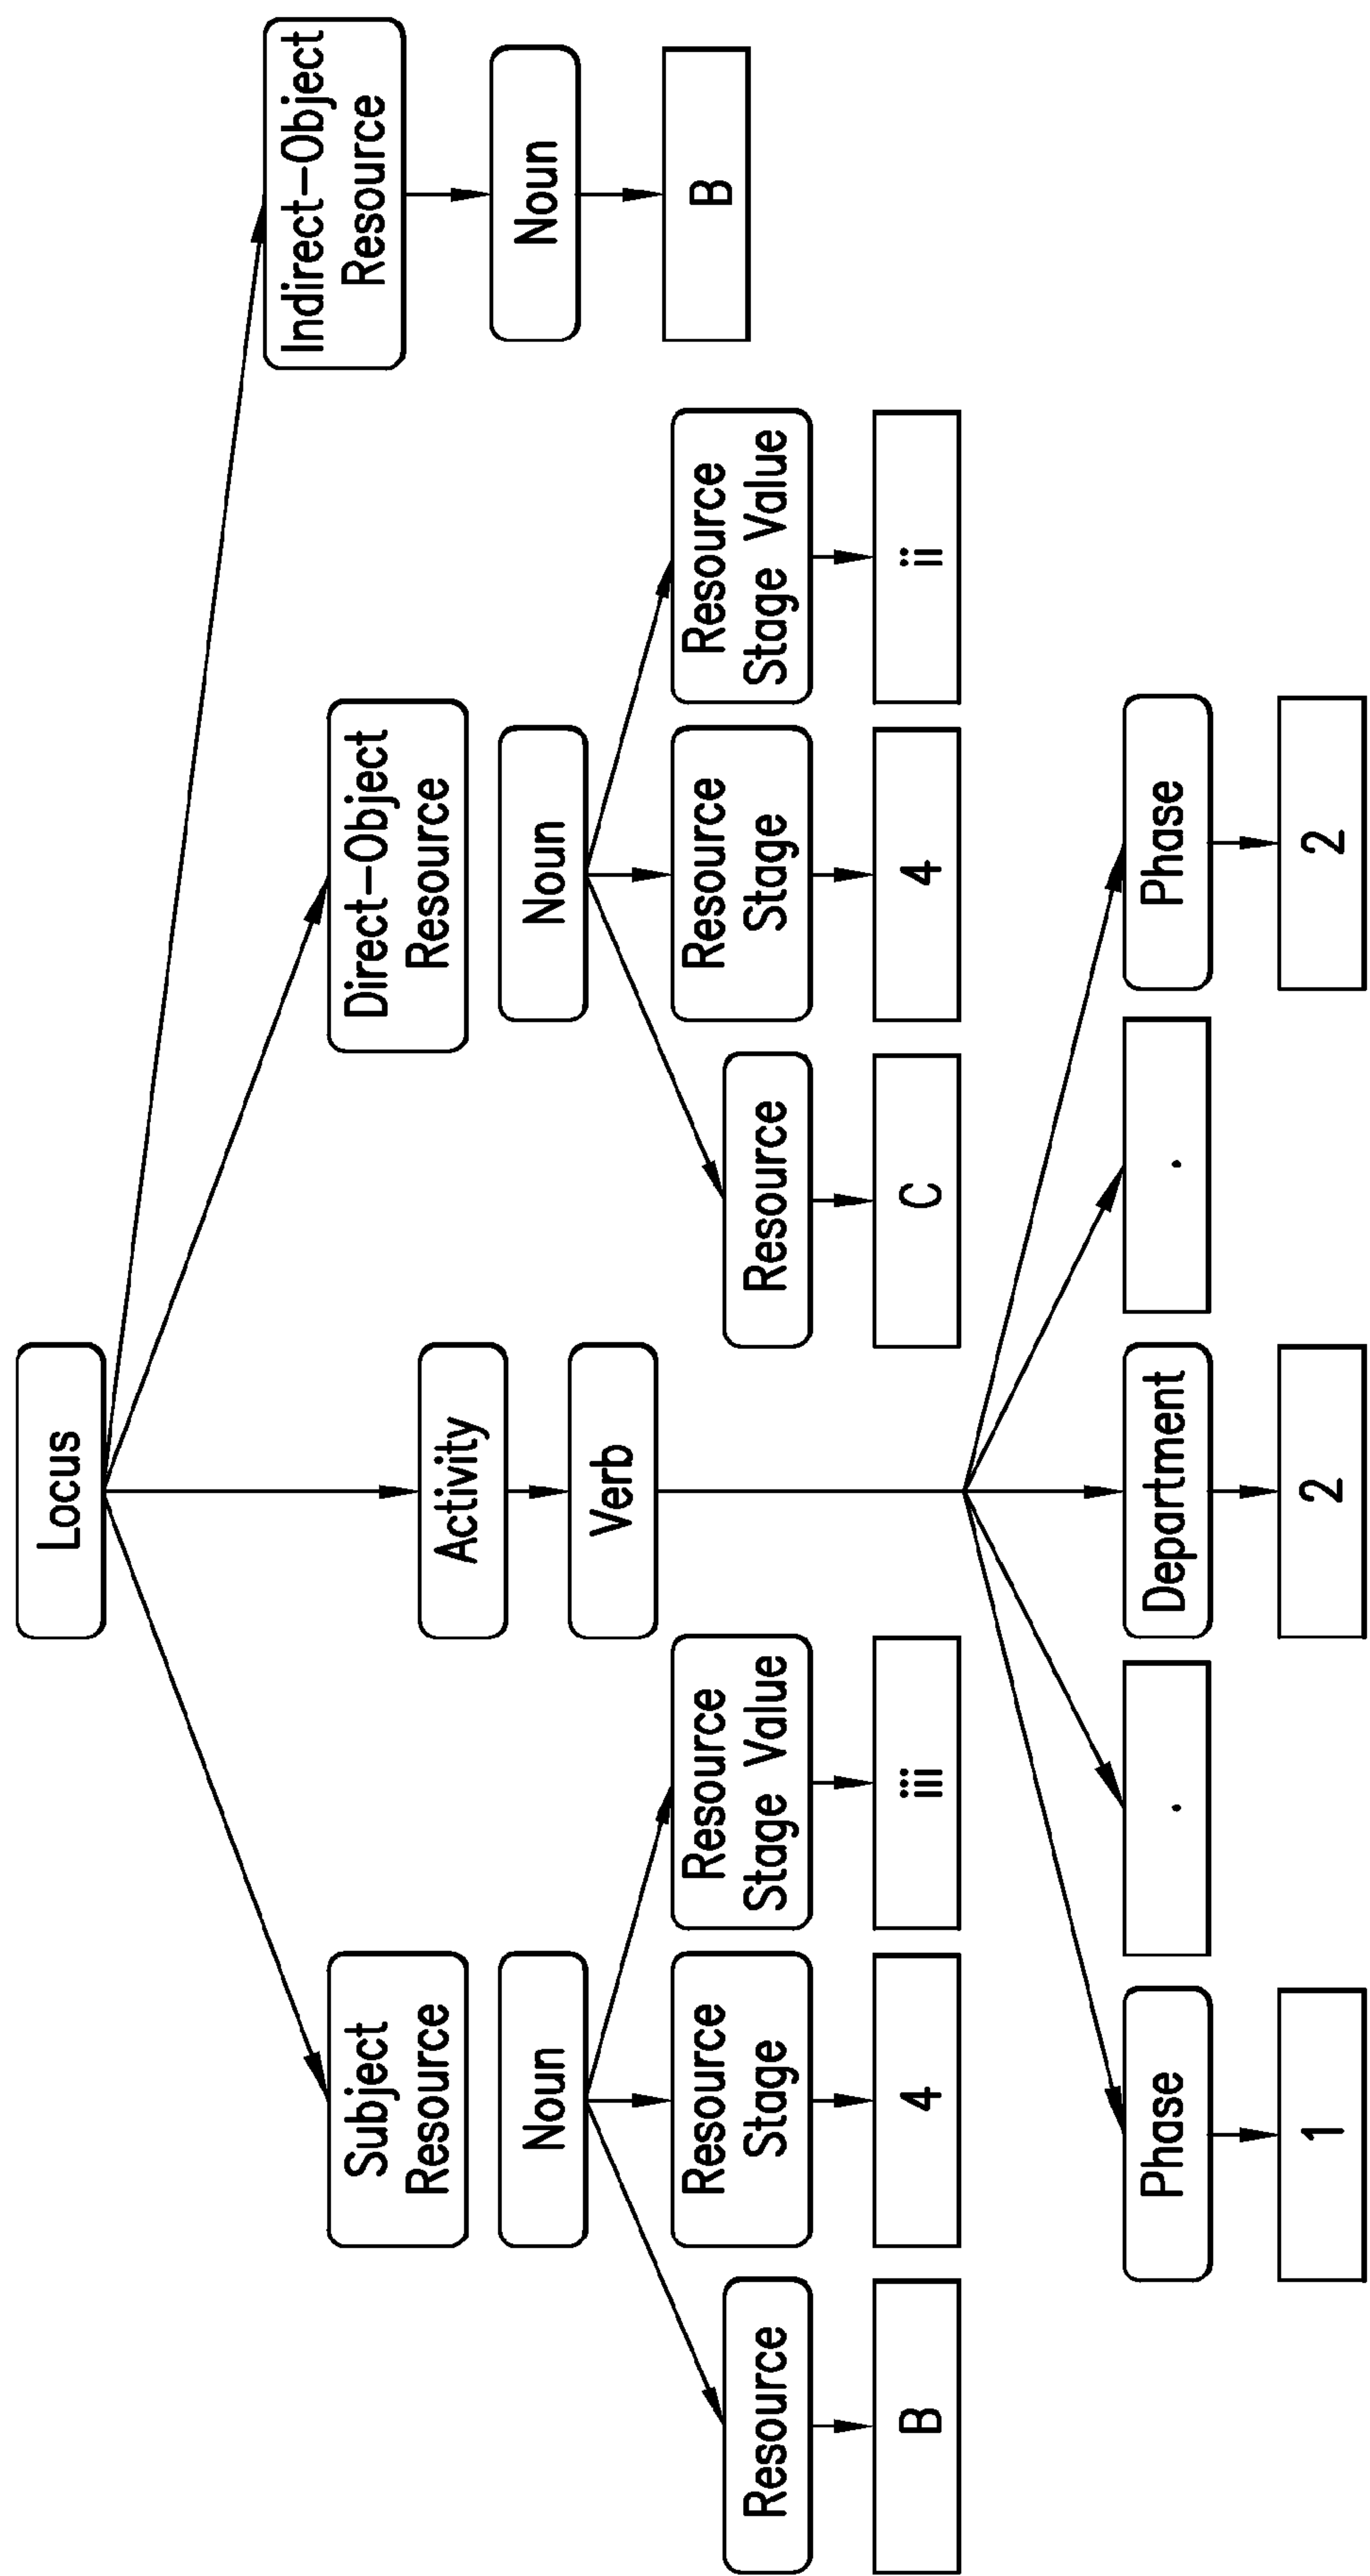 Locus
Subject
Resource
Activity
Direct-Object
Resource
Indirect-Object
Resource
Noun
Verb
Noun
Noun
Resource
Resource
Stage
Resource
Stage Value
Resource
Resource
Stage
Resource
Stage Value
B
B
4
iii
C
4
ii
Phase
.
Department
.
Phase
1
2
2